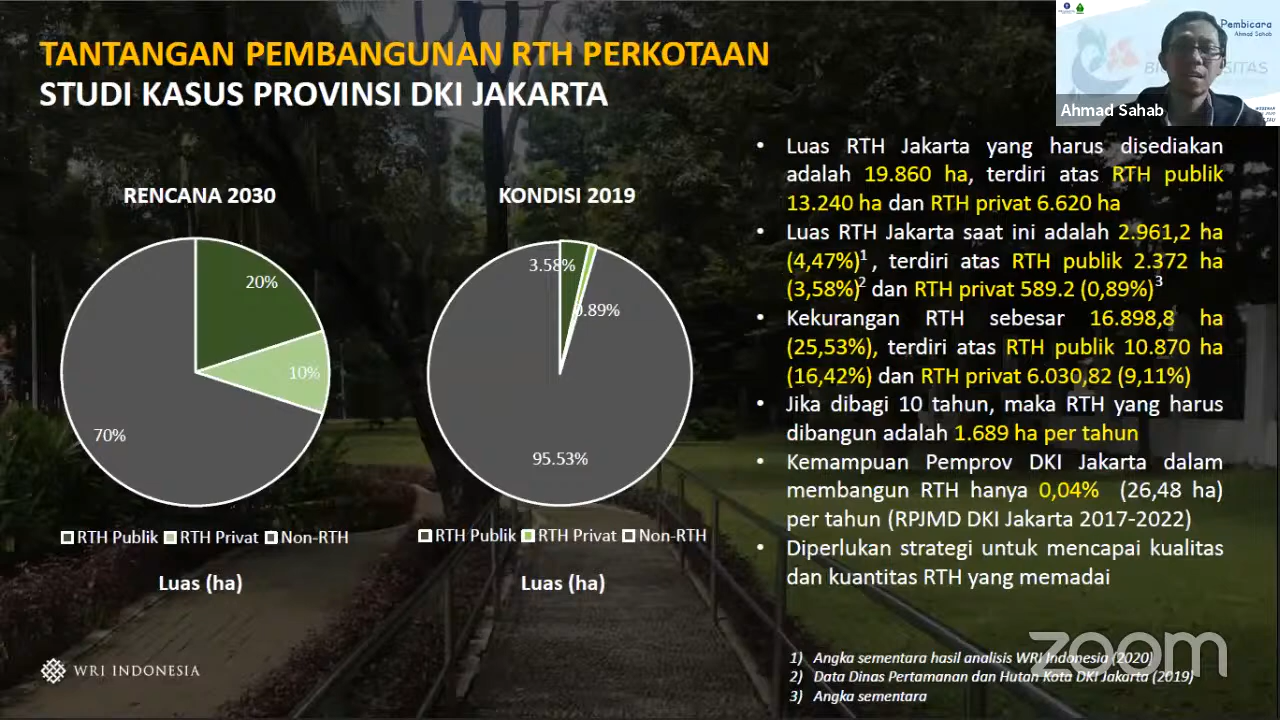 TANTANGAN PEMBANGUNAN RTH PERKOTAAN
STUDI KASUS PROVINSI DKI JAKARTA
Pembicara
Ahmad Sahab
Ahmad Sahab
RENCANA 2030
20%
10%
70%
RTH Publik RTH Privat Non-RTH
Luas (ha)
KONDISI 2019
3.58%
0.89%
95.53%
RTH Publik RTH Privat Non-RTH
Luas (ha)
• Luas RTH Jakarta yang harus disediakan
adalah 19.860 ha, terdiri atas RTH publik
13.240 ha dan RTH privat 6.620 ha
• Luas RTH Jakarta saat ini adalah 2.961,2 ha
(4,47%)1 , terdiri atas RTH publik 2.372 ha
(3,58%)2 dan RTH privat 589.2 (0,89%)3
• Kekurangan RTH sebesar 16.898,8 ha
(25,53%), terdiri atas RTH publik 10.870 ha
(16,42%) dan RTH privat 6.030,82 (9,11%)
• Jika dibagi 10 tahun, maka RTH yang harus
dibangun adalah 1.689 ha per tahun
• Kemampuan Pemprov DKI Jakarta dalam
membangun RTH hanya 0,04% (26,48 ha)
per tahun (RPJMD DKI Jakarta 2017-2022)
• Diperlukan strategi untuk mencapai kualitas
dan kuantitas RTH yang memadai
1) Angka sementara hasil analisis WRI Indonesia (2020)
2) Data Dinas Pertamanan dan Hutan Kota DKI Jakarta (2019)
3) Angka sementara
WRI INDONESIA
zoom